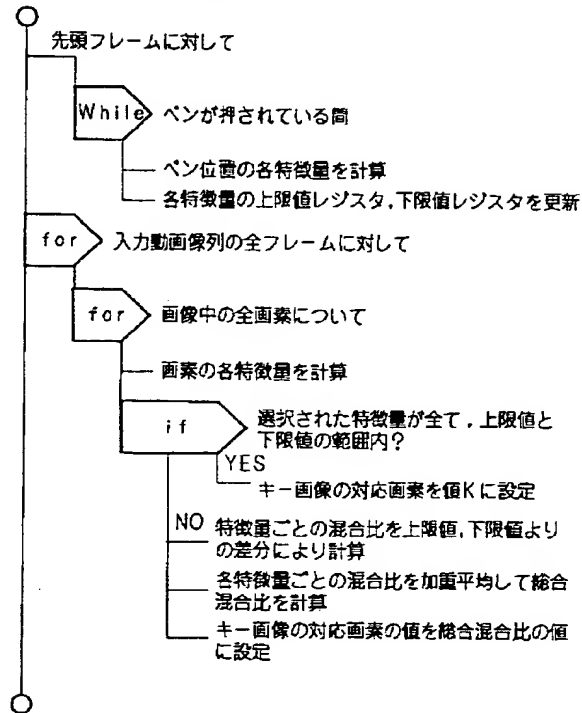 先頭フレームに対して
While
ペンが押されている間
ペン位置の各特徴量を計算
各特徴量の上限値レジスタ,下限値レジスタを更新
for
入力動画像列の全フレームに対して
for
画像中の全画素について
画素の各特徴量を計算
if
選択された特徴量が全て,上限値と
下限値の範囲内?
YES
キー画像の対応画素を値Kに設定
NO
特徴量ごとの混合比を上限値,下限値より
の差分により計算
各特徴量ごとの混合比を加重平均して総合
混合比を計算
キー画像の対応画素の値を総合混合比の値
に設定